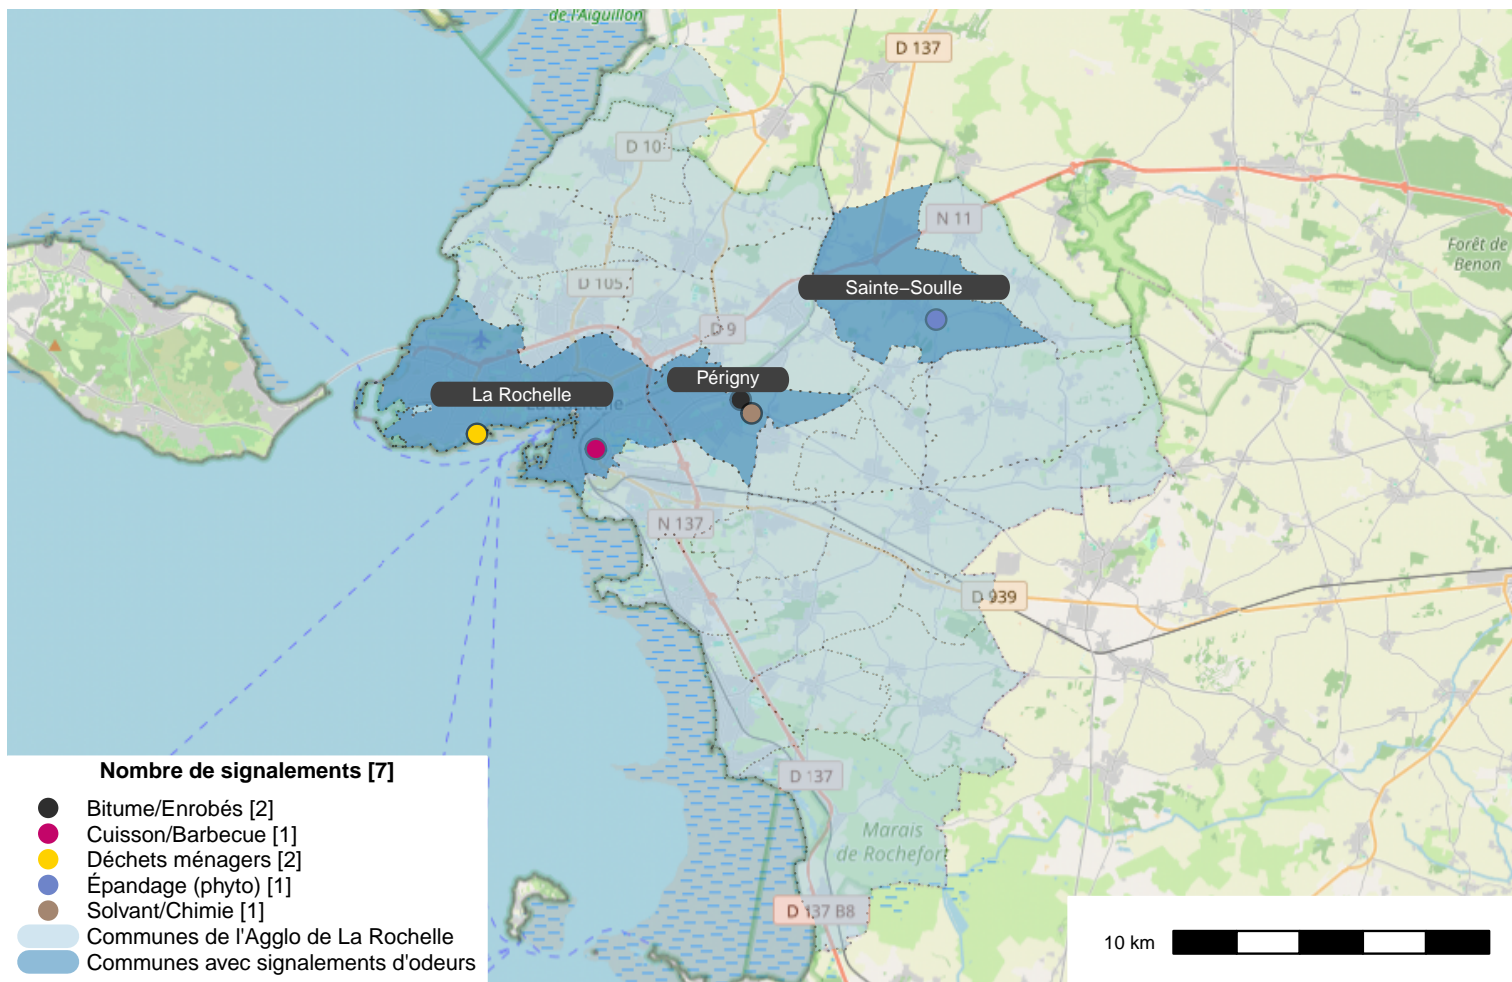 de l'Aiguillon
D 137
D 10
N 11
Forêt de
Benon
D 105
Sainte−Soulle
D 9
Périgny
La Rochelle
N 137
D 939
D 137
Marais
de Rochefort
D 137 B8
Nombre de signalements [7]
Bitume/Enrobés [2]
Cuisson/Barbecue [1]
Déchets ménagers [2]
Épandage (phyto) [1]
Solvant/Chimie [1]
Communes de l'Agglo de La Rochelle
Communes avec signalements d'odeurs
10 km